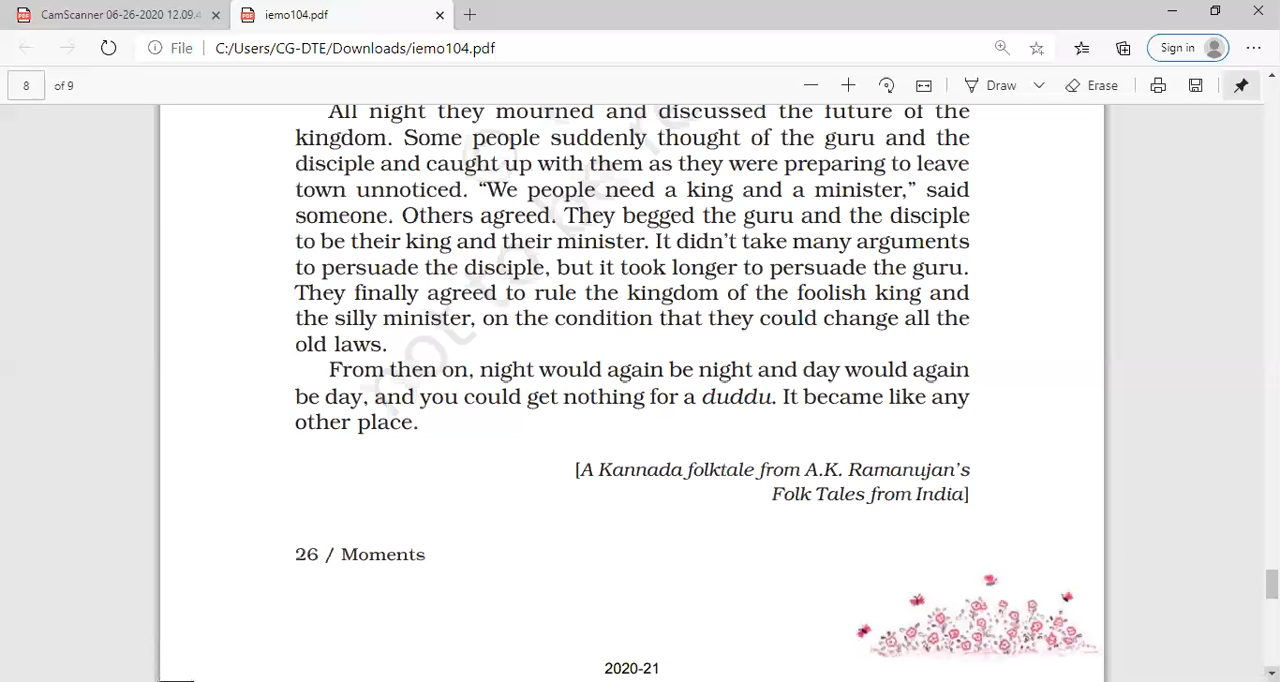 CamScanner 06-26-2020 12.09.4
iemo104.pdf
File
C:/Users/CG-DTE/Downloads/iemo104.pdf
Sign in
8 of 9
Draw
Erase
All night they mourned and discussed the future of the
kingdom. Some people suddenly thought of the guru and the
disciple and caught up with them as they were preparing to leave
town unnoticed. “We people need a king and a minister,” said
someone. Others agreed. They begged the guru and the disciple
to be their king and their minister. It didn’t take many arguments
to persuade the disciple, but it took longer to persuade the guru.
They finally agreed to rule the kingdom of the foolish king and
the silly minister, on the condition that they could change all the
old laws.
From then on, night would again be night and day would again
be day, and you could get nothing for a duddu. It became like any
other place.
[A Kannada folktale from A.K. Ramanujan’s
Folk Tales from India]
26 / Moments
2020-21